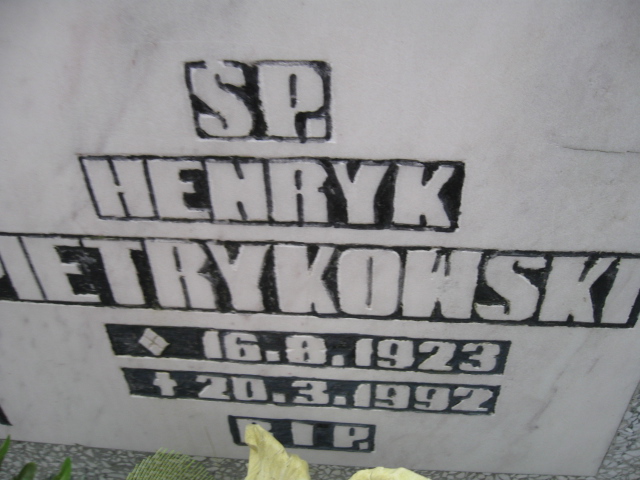 SP.
HENRYK
PIETRYKOWSKI
16.8.1923
† 20.3.1992
R I P.